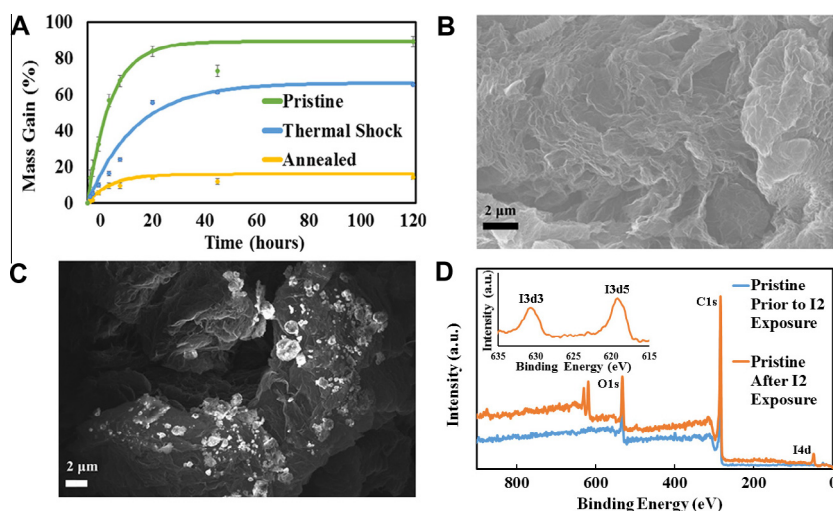 A
100
80
60
40
20
0
Mass Gain (%)
Pristine
Thermal Shock
Annealed
0 20 40 60 80 100 120
Time (hours)
B
2 μm
C
2 μm
D
Intensity (a.u.)
I3d3
I3d5
635 630 625 620 615
Binding Energy (eV)
Intensity (a.u.)
C1s
O1s
I4d
Pristine
Prior to I2
Exposure
Pristine
After I2
Exposure
800 600 400 200 0
Binding Energy (eV)